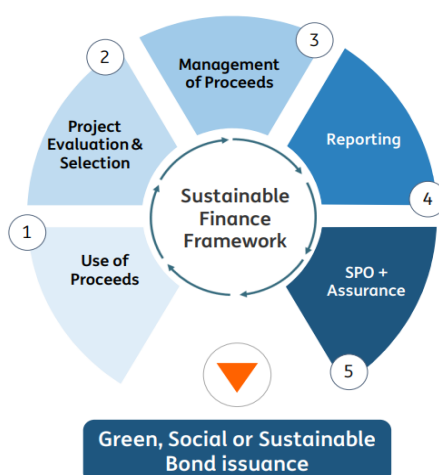 1
Use of
Proceeds
2
Project
Evaluation &
Selection
3
Management
of Proceeds
4
Reporting
5
SPO +
Assurance
Sustainable
Finance
Framework
Green, Social or Sustainable
Bond issuance